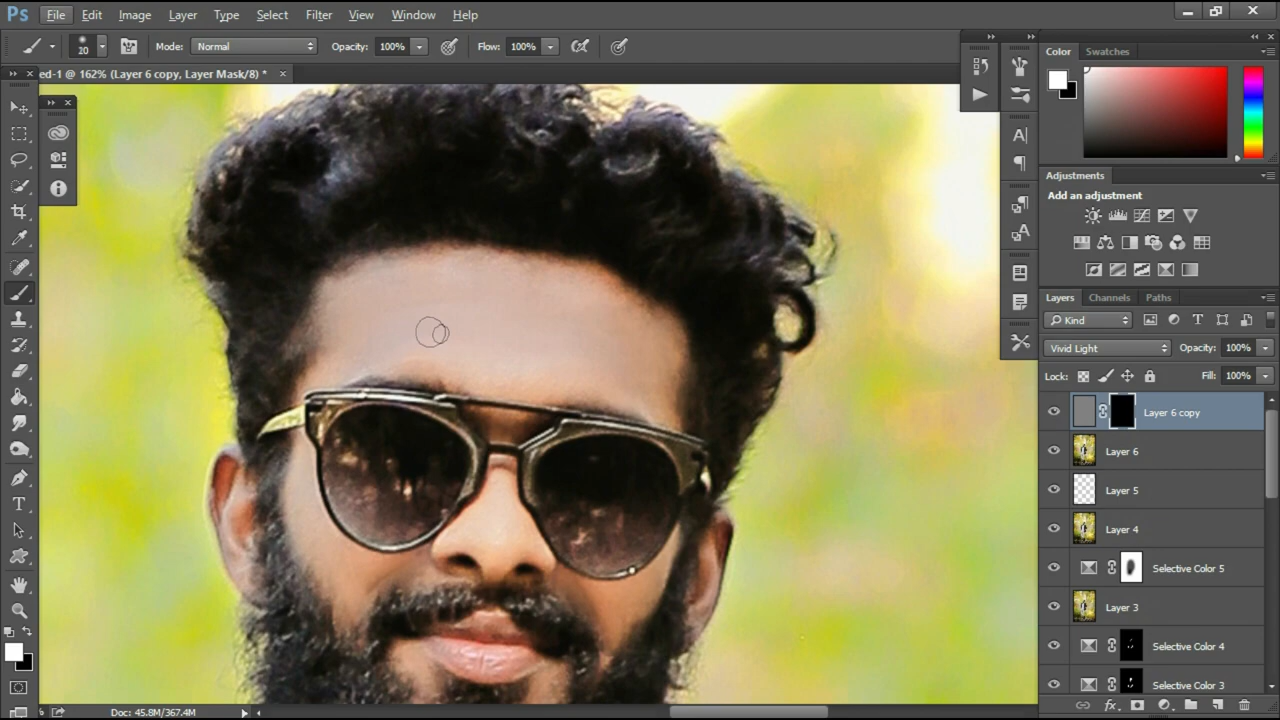 Ps File Edit Image Layer Type Select Filter View Window Help
20 Mode: Normal Opacity: 100% Flow: 100%
ed-1 @ 162% (Layer 6 copy, Layer Mask/8) *
Color Swatches
Adjustments
Add an adjustment
Layers Channels Paths
Kind
Vivid Light Opacity: 100%
Lock: Fill: 100%
Layer 6 copy
Layer 6
Layer 5
Layer 4
Selective Color 5
Layer 3
Selective Color 4
Selective Color 3
% Doc: 45.8M/367.4M